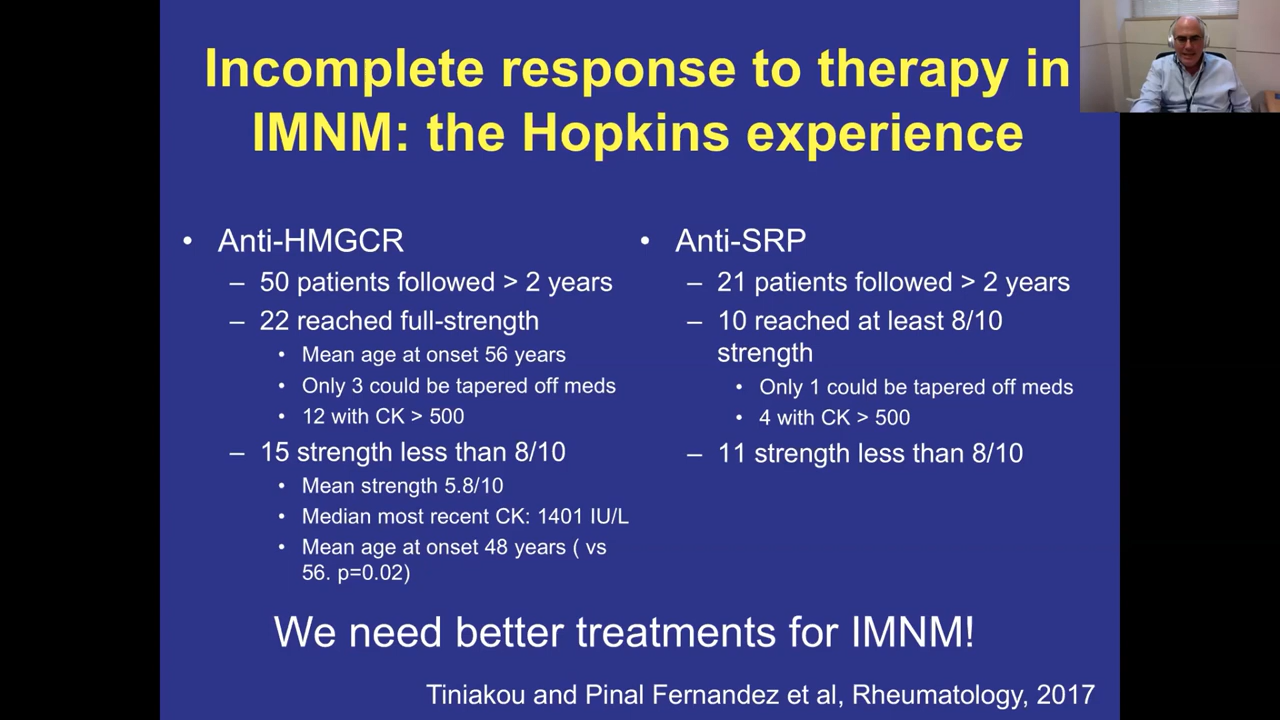 Incomplete response to therapy in
IMNM: the Hopkins experience
• Anti-HMGCR
– 50 patients followed > 2 years
– 22 reached full-strength
• Mean age at onset 56 years
• Only 3 could be tapered off meds
• 12 with CK > 500
– 15 strength less than 8/10
• Mean strength 5.8/10
• Median most recent CK: 1401 IU/L
• Mean age at onset 48 years ( vs
56. p=0.02)
• Anti-SRP
– 21 patients followed > 2 years
– 10 reached at least 8/10
strength
• Only 1 could be tapered off meds
• 4 with CK > 500
– 11 strength less than 8/10
We need better treatments for IMNM!
Tiniakou and Pinal Fernandez et al, Rheumatology, 2017